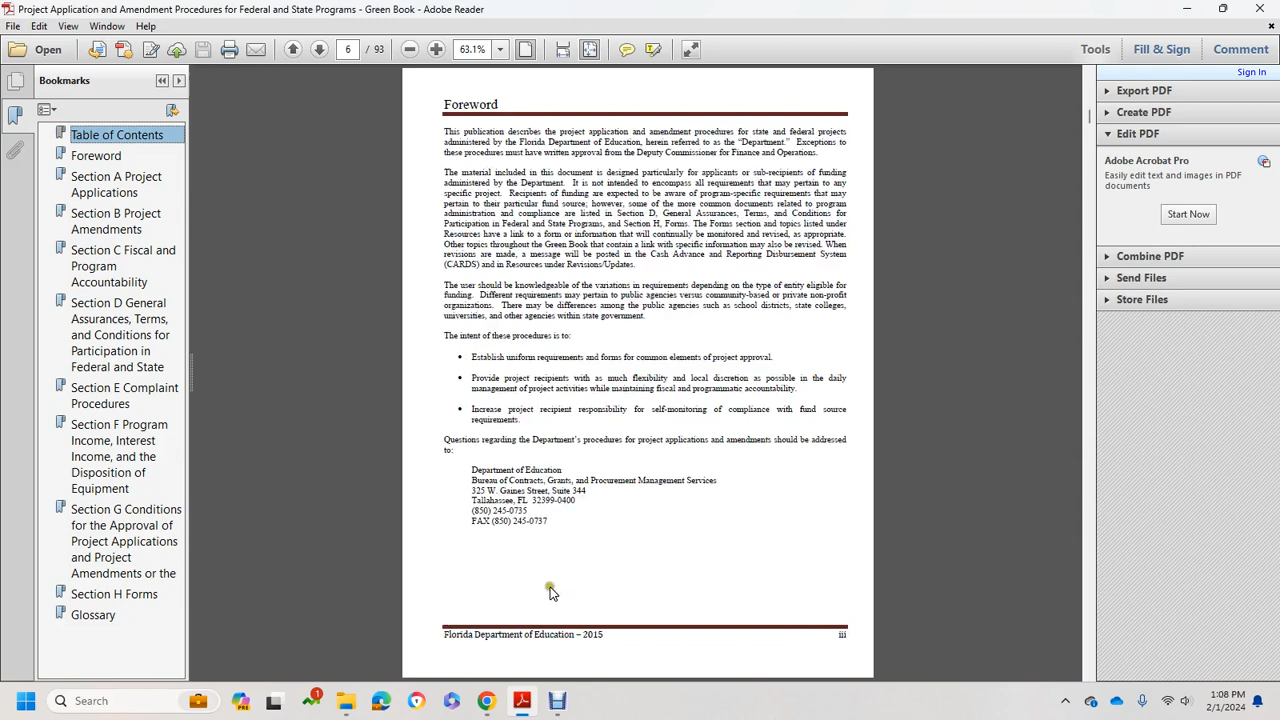 Project Application and Amendment Procedures for Federal and State Programs - Green Book - Adobe Reader
File Edit View Window Help
Open 6 / 93 63.1% Tools Fill & Sign Comment
Bookmarks
Table of Contents
Foreword
Section A Project
Applications
Section B Project
Amendments
Section C Fiscal and
Program
Accountability
Section D General
Assurances, Terms,
and Conditions for
Participation in
Federal and State
Section E Complaint
Procedures
Section F Program
Income, Interest
Income, and the
Disposition of
Equipment
Section G Conditions
for the Approval of
Project Applications
and Project
Amendments or the
Section H Forms
Glossary
Foreword
This publication describes the project application and amendment procedures for state and federal projects
administered by the Florida Department of Education, herein referred to as the “Department.” Exceptions to
these procedures must have written approval from the Deputy Commissioner for Finance and Operations.
The material included in this document is designed particularly for applicants or sub-recipients of funding
administered by the Department. It is not intended to encompass all requirements that may pertain to any
specific project. Recipients of funding are expected to be aware of program-specific requirements that may
pertain to their particular fund source; however, some of the more common documents related to program
administration and compliance are listed in Section D, General Assurances, Terms, and Conditions for
Participation in Federal and State Programs, and Section H, Forms. The Forms section and topics listed under
Resources have a link to a form or information that will continually be monitored and revised, as appropriate.
Other topics throughout the Green Book that contain a link with specific information may also be revised. When
revisions are made, a message will be posted in the Cash Advance and Reporting Disbursement System
(CARDS) and in Resources under Revisions/Updates.
The user should be knowledgeable of the variations in requirements depending on the type of entity eligible for
funding. Different requirements may pertain to public agencies versus community-based or private non-profit
organizations. There may be differences among the public agencies such as school districts, state colleges,
universities, and other agencies within state government.
The intent of these procedures is to:
• Establish uniform requirements and forms for common elements of project approval.
• Provide project recipients with as much flexibility and local discretion as possible in the daily
management of project activities while maintaining fiscal and programmatic accountability.
• Increase project recipient responsibility for self-monitoring of compliance with fund source
requirements.
Questions regarding the Department’s procedures for project applications and amendments should be addressed
to:
Department of Education
Bureau of Contracts, Grants, and Procurement Management Services
325 W. Gaines Street, Suite 344
Tallahassee, FL 32399-0400
(850) 245-0735
FAX (850) 245-0737
Florida Department of Education – 2015 iii
Sign In
Export PDF
Create PDF
Edit PDF
Adobe Acrobat Pro
Easily edit text and images in PDF
documents
Start Now
Combine PDF
Send Files
Store Files
Search
PRE
1
2/13/2024